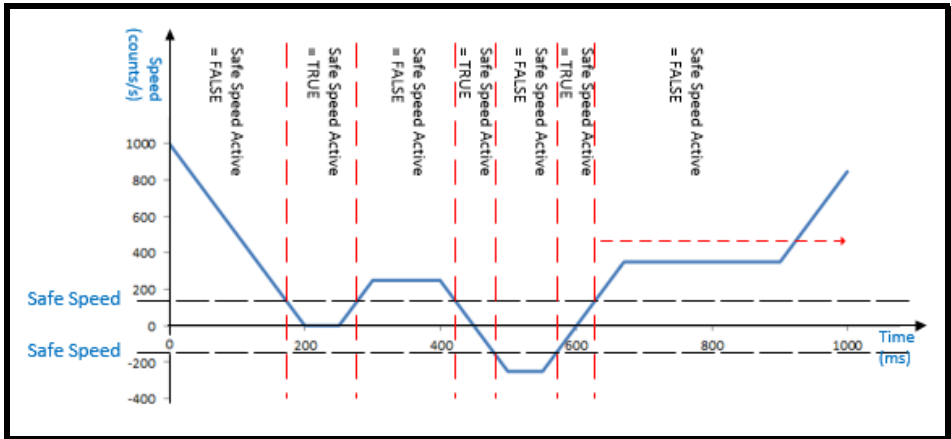 Speed
(counts/s)
Safe Speed Active
= FALSE
Safe Speed Active
= TRUE
Safe Speed Active
= FALSE
Safe Speed Active
= TRUE
Safe Speed Active
= FALSE
Safe Speed Active
= TRUE
Safe Speed Active
= FALSE
1000
800
600
400
200
0
-200
-400
Safe Speed
Safe Speed
0
200
400
600
800
1000
Time
(ms)